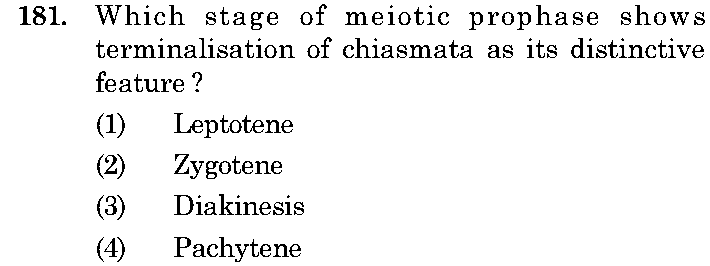 181. Which stage of meiotic prophase shows
terminalisation of chiasmata as its distinctive
feature ?
(1) Leptotene
(2) Zygotene
(3) Diakinesis
(4) Pachytene